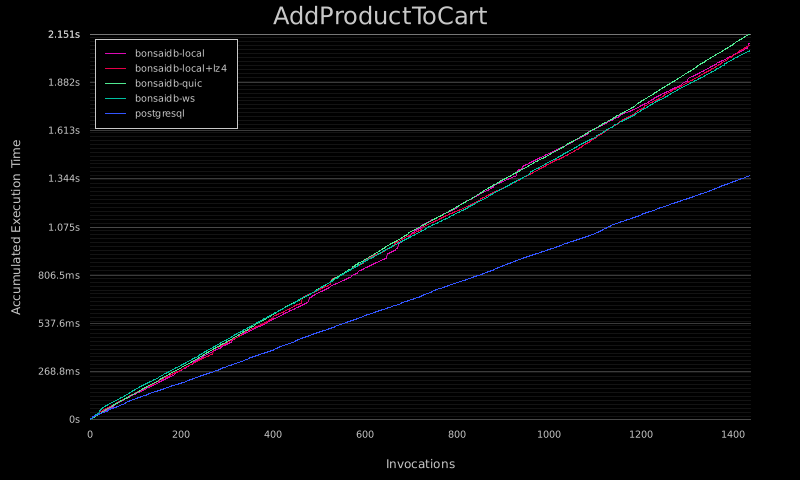 AddProductToCart
2.151s
bonsaidb-local
bonsaidb-local+lz4
bonsaidb-quic
bonsaidb-ws
postgresql
1.882s
1.613s
1.344s
1.075s
806.5ms
537.6ms
268.8ms
0s
Accumulated Execution Time
0 200 400 600 800 1000 1200 1400
Invocations